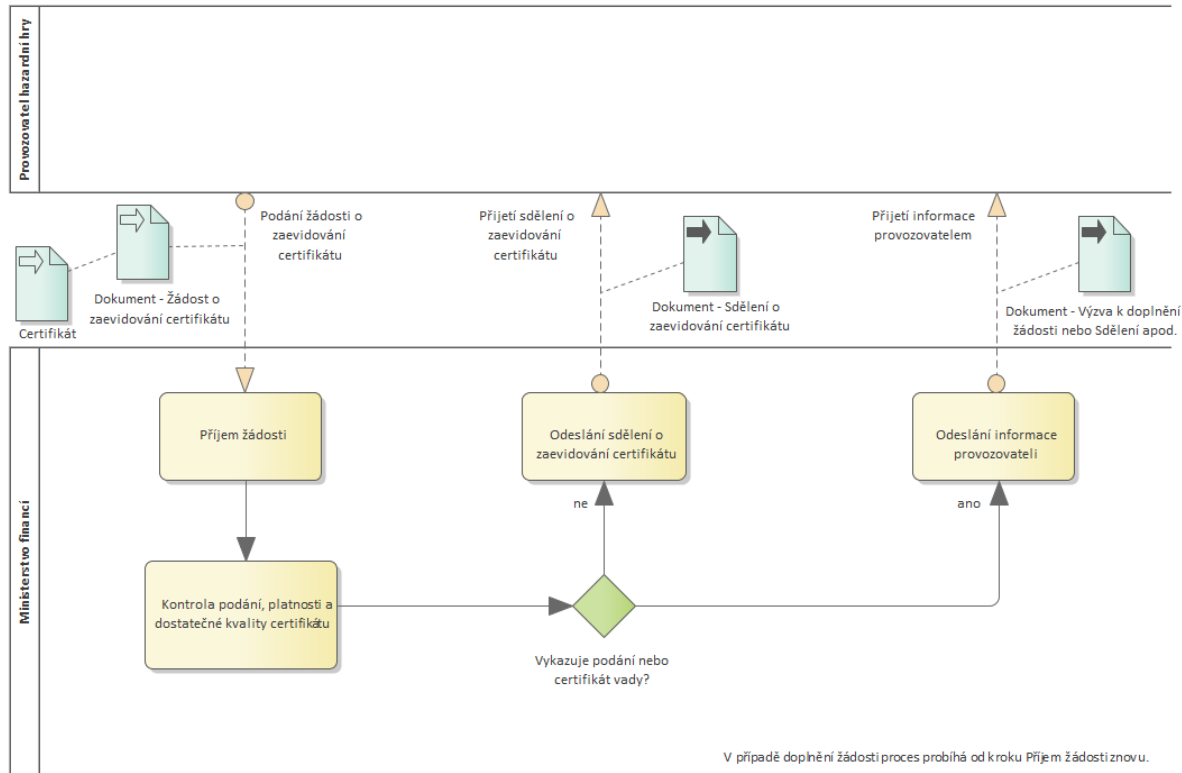 Provozovatel hazardní hry
Podání žádosti o
zaevidování
certifikátu
Přijetí sdělení o
zaevidování
certifikátu
Přijetí informace
provozovatelem
Certifikát
Dokument - Žádost o
zaevidování certifikátu
Dokument - Sdělení o
zaevidování certifikátu
Dokument - Výzva k doplnění
žádosti nebo Sdělení apod.
Ministerstvo financí
Příjem žádosti
Odeslání sdělení o
zaevidování certifikátu
Odeslání informace
provozovateli
ne
ano
Kontrola podání, platnosti a
dostatečné kvality certifikátu
Vykazuje podání nebo
certifikát vady?
V případě doplnění žádosti proces probíhá od kroku Příjem žádosti znovu.